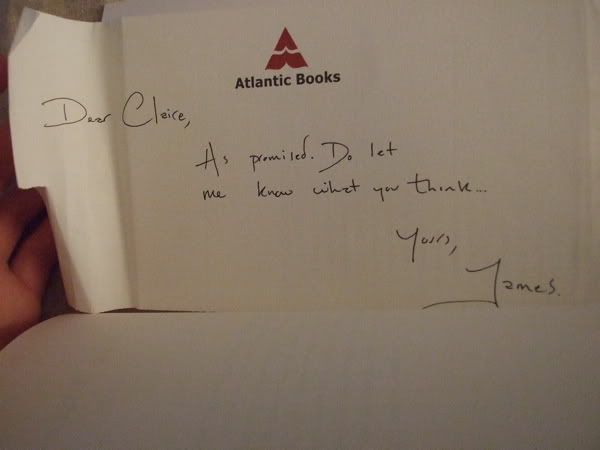 Atlantic Books
Dear Claire,
As promised. Do let
me know what you think...
Yours,
James.